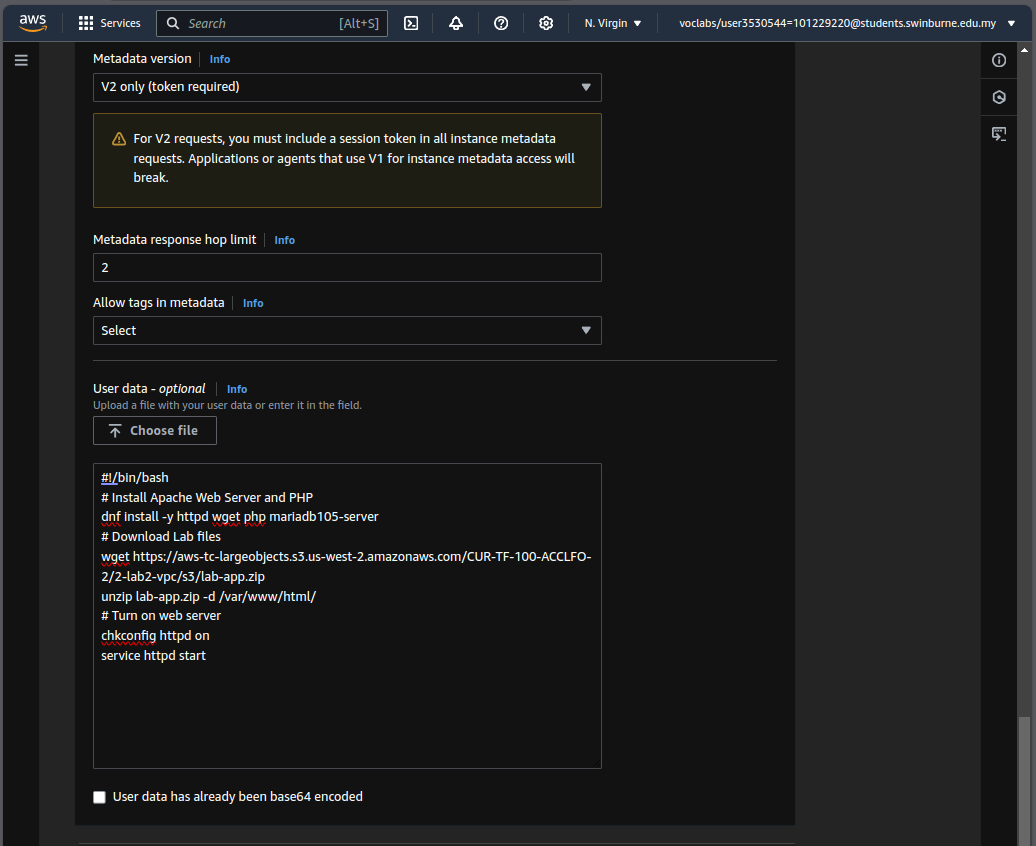 aws Services Search [Alt+S] N. Virgin voclabs/user3530544=101229220@students.swinburne.edu.my
Metadata version Info
V2 only (token required)
For V2 requests, you must include a session token in all instance metadata
requests. Applications or agents that use V1 for instance metadata access will
break.
Metadata response hop limit Info
2
Allow tags in metadata Info
Select
User data - optional Info
Upload a file with your user data or enter it in the field.
Choose file
#!/bin/bash
# Install Apache Web Server and PHP
dnf install -y httpd wget php mariadb105-server
# Download Lab files
wget https://aws-tc-largeobjects.s3.us-west-2.amazonaws.com/CUR-TF-100-ACCLFO-
2/2-lab2-vpc/s3/lab-app.zip
unzip lab-app.zip -d /var/www/html/
# Turn on web server
chkconfig httpd on
service httpd start
User data has already been base64 encoded